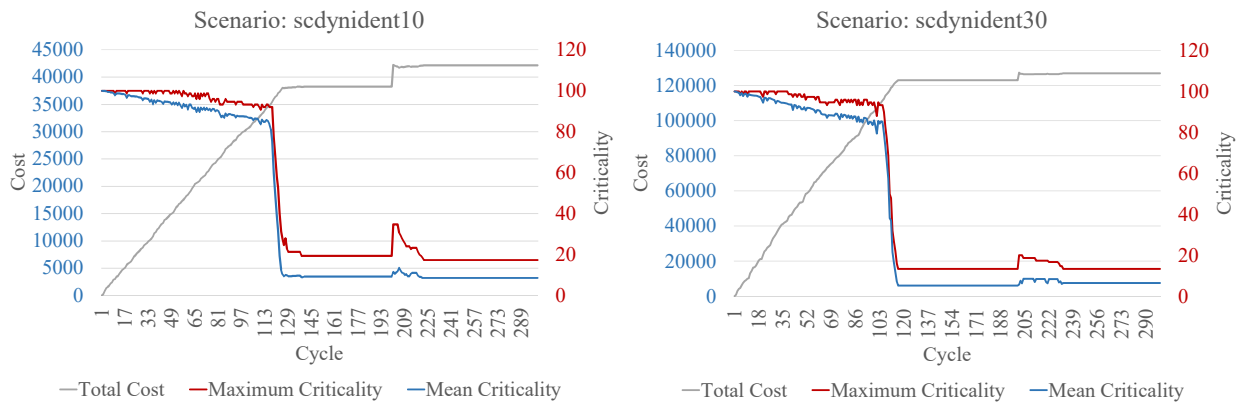 Scenario: scdynident10
45000
40000
35000
30000
25000
20000
15000
10000
5000
0
Cost
120
100
80
60
40
20
0
Criticality
1 17 33 49 65 81 97 113 129 145 161 177 193 209 225 241 257 273 289
Cycle
Total Cost Maximum Criticality Mean Criticality
Scenario: scdynident30
140000
120000
100000
80000
60000
40000
20000
0
Cost
120
100
80
60
40
20
0
Criticality
1 18 35 52 69 86 103 120 137 154 171 188 205 222 239 256 273 290
Cycle
Total Cost Maximum Criticality Mean Criticality